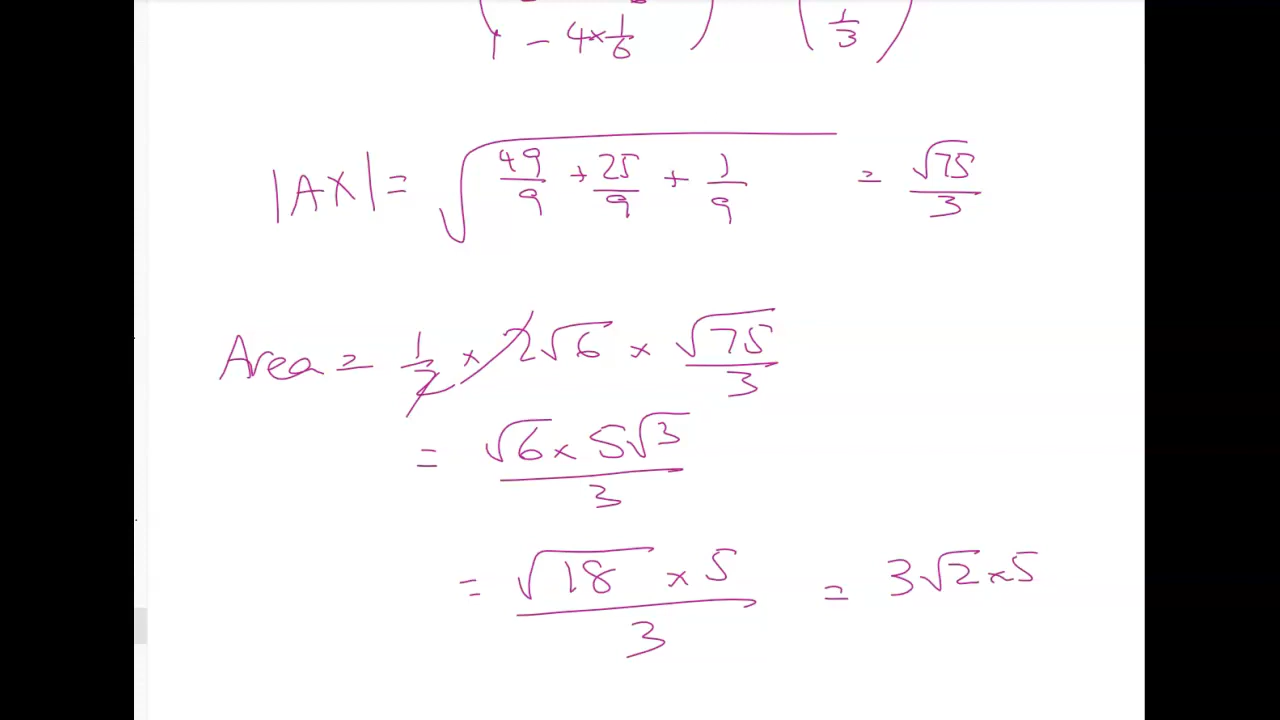 1 - 4×1/6) (1/3)
|AX| = √(49/9 + 25/9 + 1/9) = √75/3
Area = 1/2 × 2√6 × √75/3
= √6 × 5√3/3
= √18 × 5/3 = 3√2×5